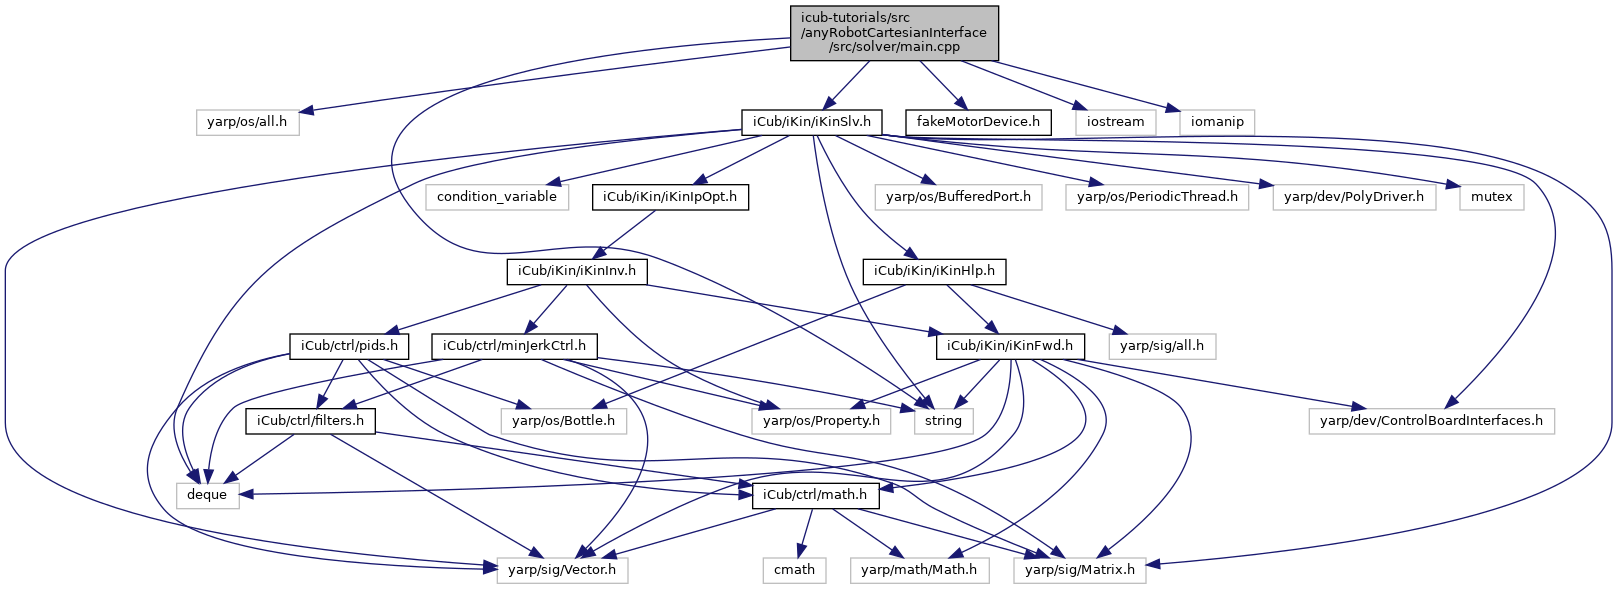 icub-tutorials/src
/anyRobotCartesianInterface
/src/solver/main.cpp
yarp/os/all.h
iCub/iKin/iKinSlv.h
fakeMotorDevice.h
iostream
iomanip
condition_variable
iCub/iKin/iKinIpOpt.h
yarp/os/BufferedPort.h
yarp/os/PeriodicThread.h
yarp/dev/PolyDriver.h
mutex
iCub/iKin/iKinInv.h
iCub/iKin/iKinHlp.h
iCub/ctrl/pids.h
iCub/ctrl/minJerkCtrl.h
iCub/iKin/iKinFwd.h
yarp/sig/all.h
iCub/ctrl/filters.h
yarp/os/Bottle.h
yarp/os/Property.h
string
yarp/dev/ControlBoardInterfaces.h
deque
iCub/ctrl/math.h
yarp/sig/Vector.h
cmath
yarp/math/Math.h
yarp/sig/Matrix.h